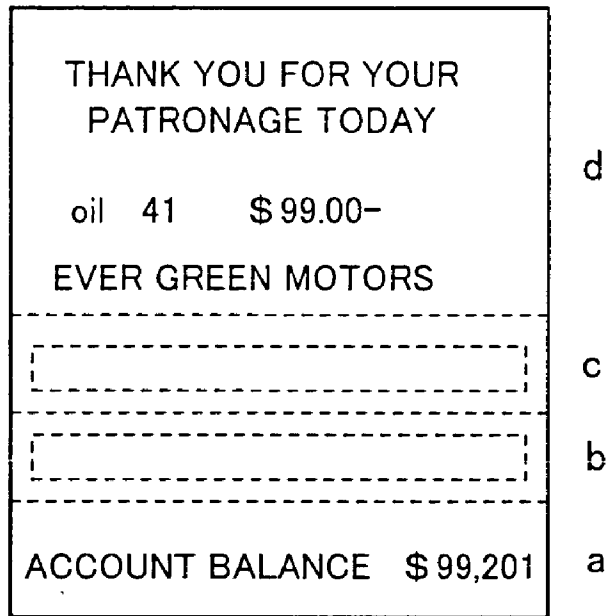 THANK YOU FOR YOUR
PATRONAGE TODAY
d
oil 41 $ 99.00-
EVER GREEN MOTORS
c
b
ACCOUNT BALANCE $ 99,201 a